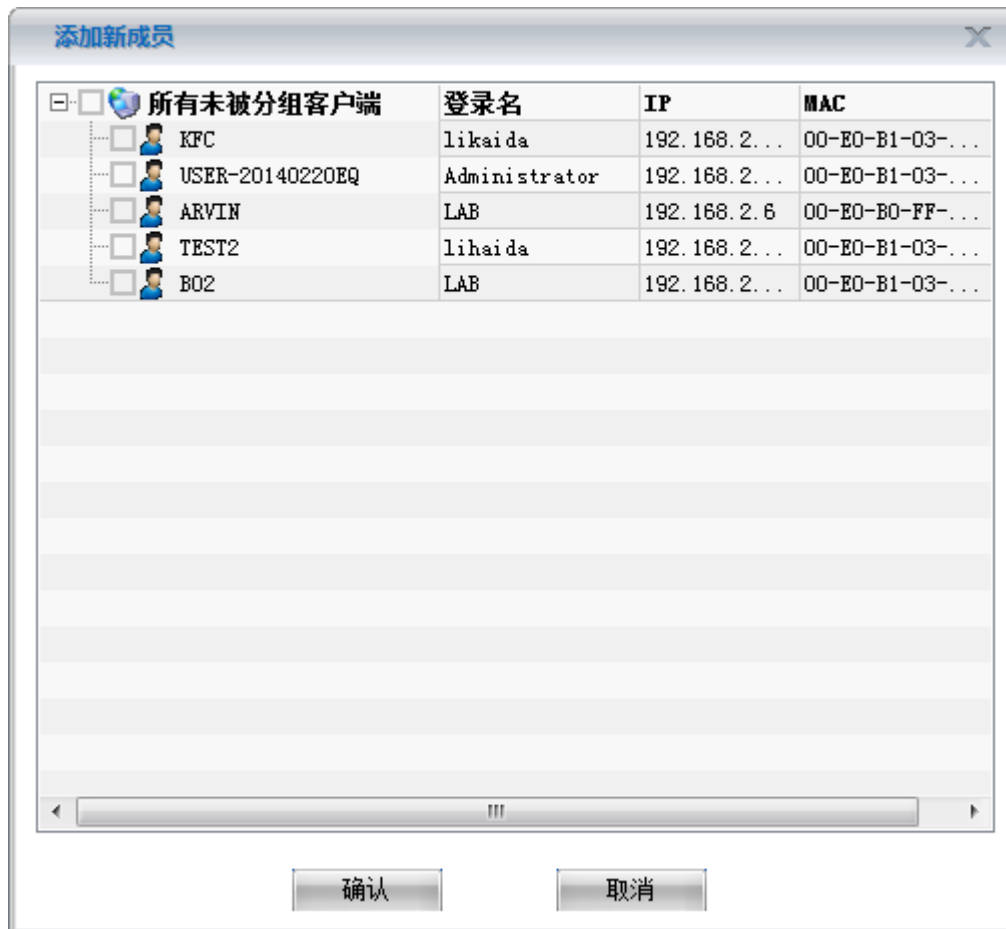 添加新成员
所有未被分组客户端 登录名 IP MAC
KFC likaida 192.168.2... 00-E0-B1-03-...
USER-20140220EQ Administrator 192.168.2... 00-E0-B1-03-...
ARVIN LAB 192.168.2.6 00-E0-B0-FF-...
TEST2 lihaida 192.168.2... 00-E0-B1-03-...
BO2 LAB 192.168.2... 00-E0-B1-03-...
确认 取消